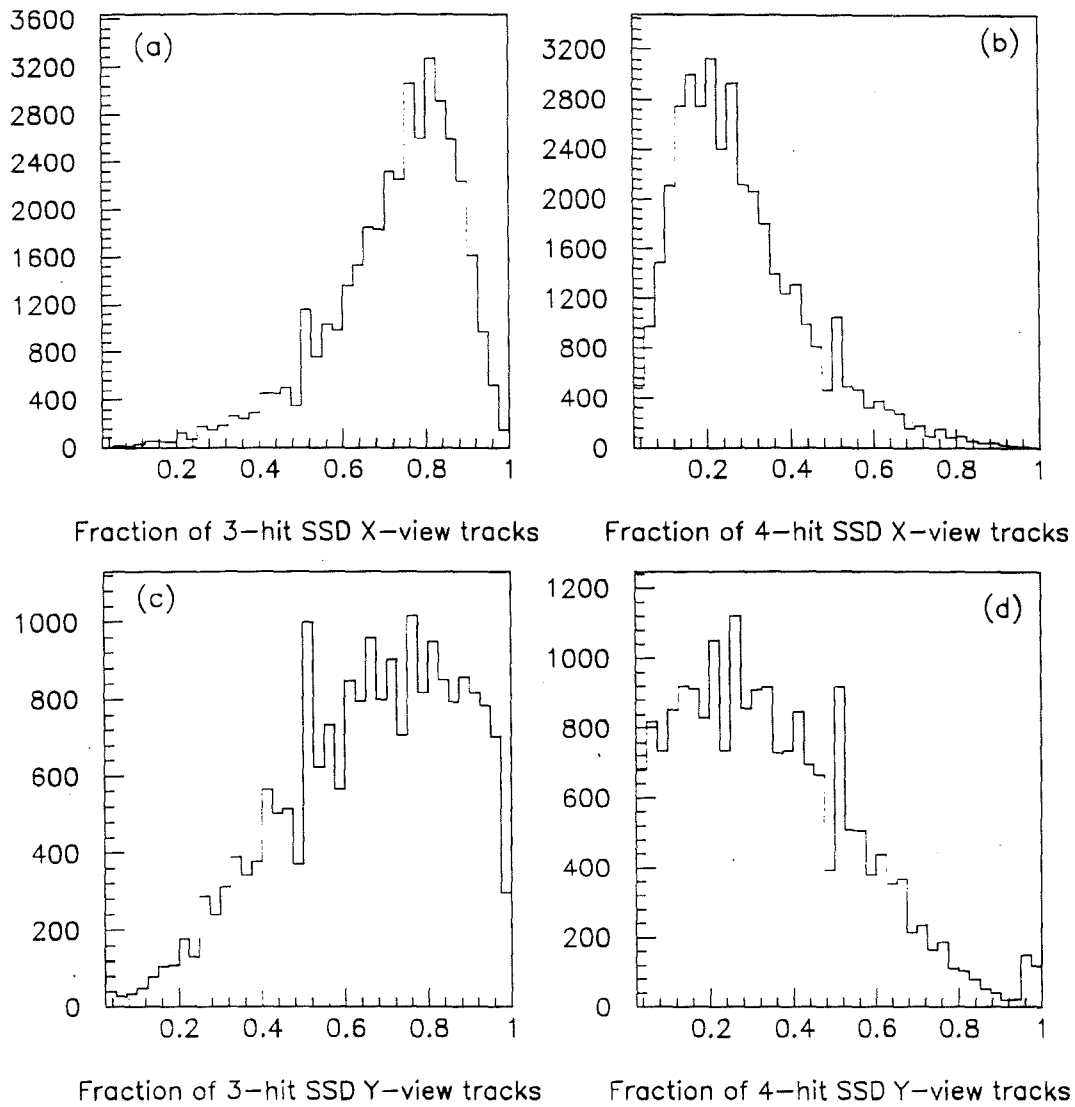 (a)
3600
3200
2800
2400
2000
1600
1200
800
400
0
0.2 0.4 0.6 0.8 1
Fraction of 3-hit SSD X-view tracks
(b)
3200
2800
2400
2000
1600
1200
800
400
0
0.2 0.4 0.6 0.8 1
Fraction of 4-hit SSD X-view tracks
(c)
1000
800
600
400
200
0
0.2 0.4 0.6 0.8 1
Fraction of 3-hit SSD Y-view tracks
(d)
1200
1000
800
600
400
200
0
0.2 0.4 0.6 0.8 1
Fraction of 4-hit SSD Y-view tracks